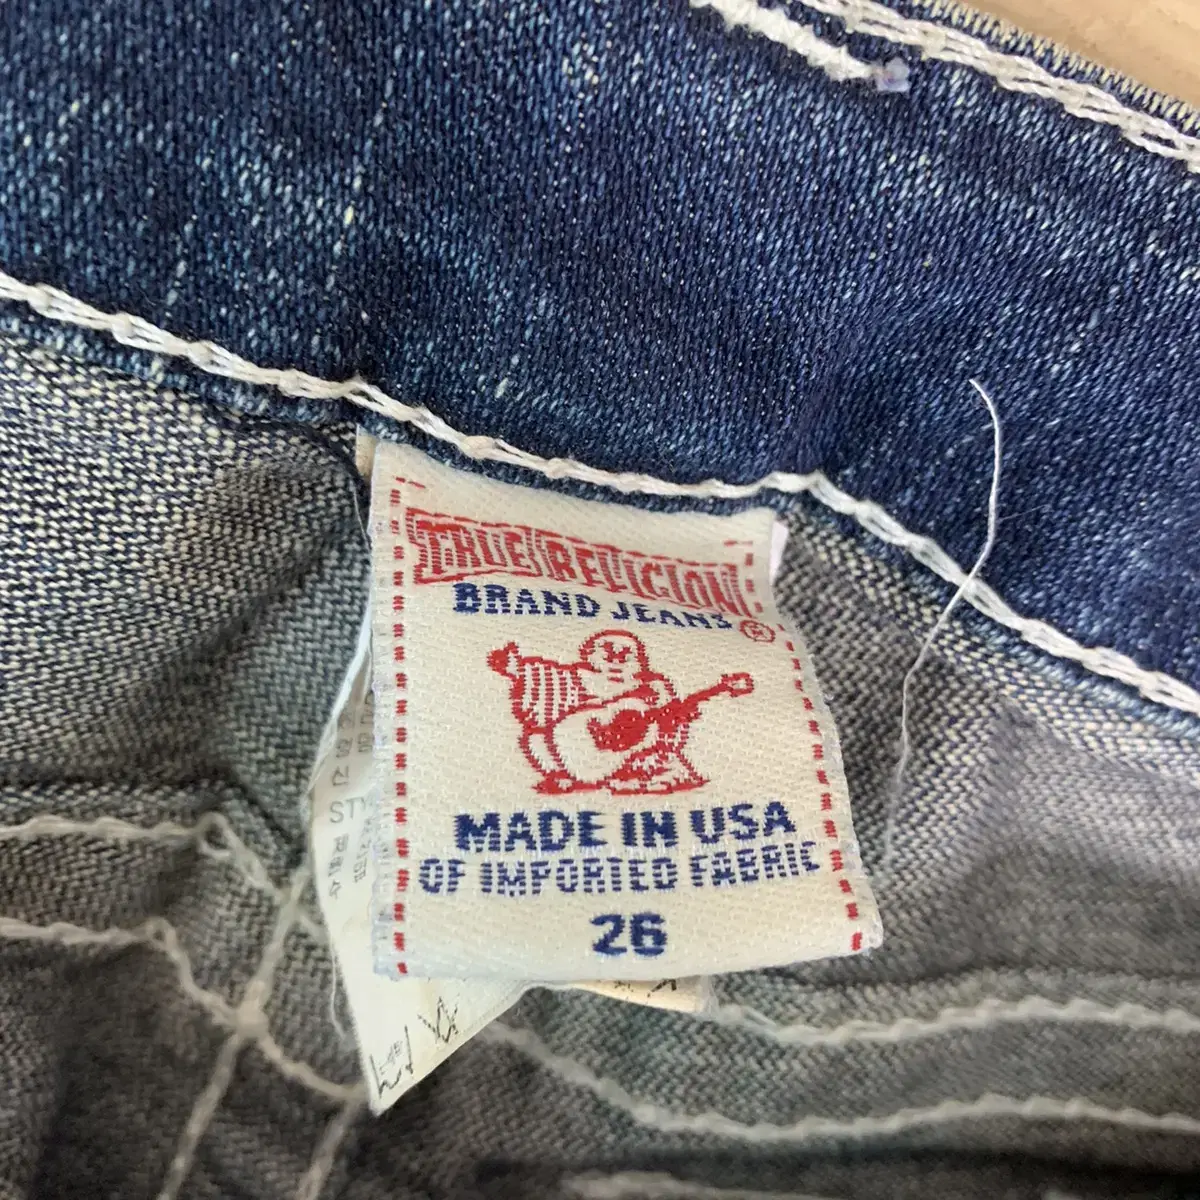 TRUE RELIGION
BRAND JEANS
®
MADE IN USA
OF IMPORTED FABRIC
26